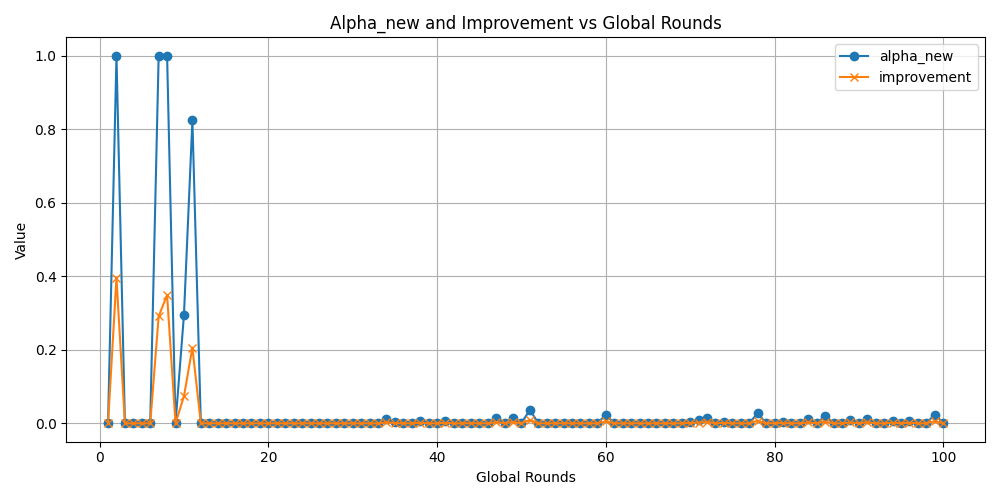 Alpha_new and Improvement vs Global Rounds
alpha_new
improvement
1.0
0.8
0.6
0.4
0.2
0.0
Value
0
20
40
60
80
100
Global Rounds